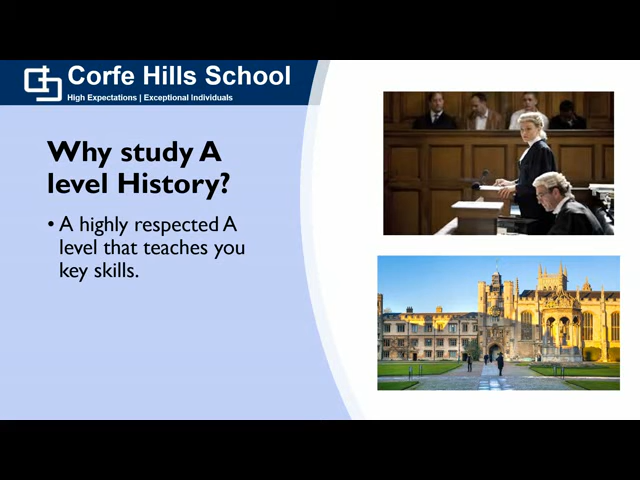 Corfe Hills School
High Expectations | Exceptional Individuals
Why study A
level History?
• A highly respected A
level that teaches you
key skills.